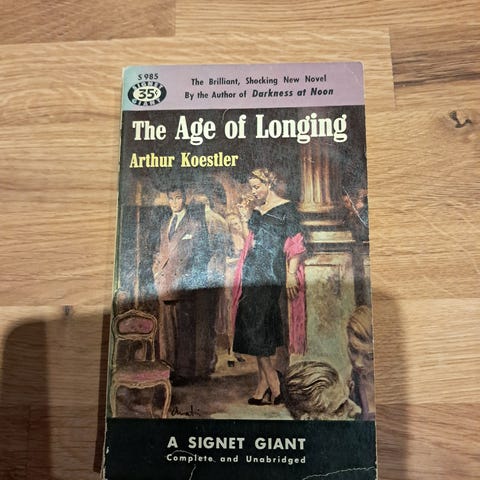 S 985
SIGNET
35¢
GIANT
The Brilliant, Shocking New Novel
By the Author of Darkness at Noon
The Age of Longing
Arthur Koestler
A SIGNET GIANT
Complete and Unabridged